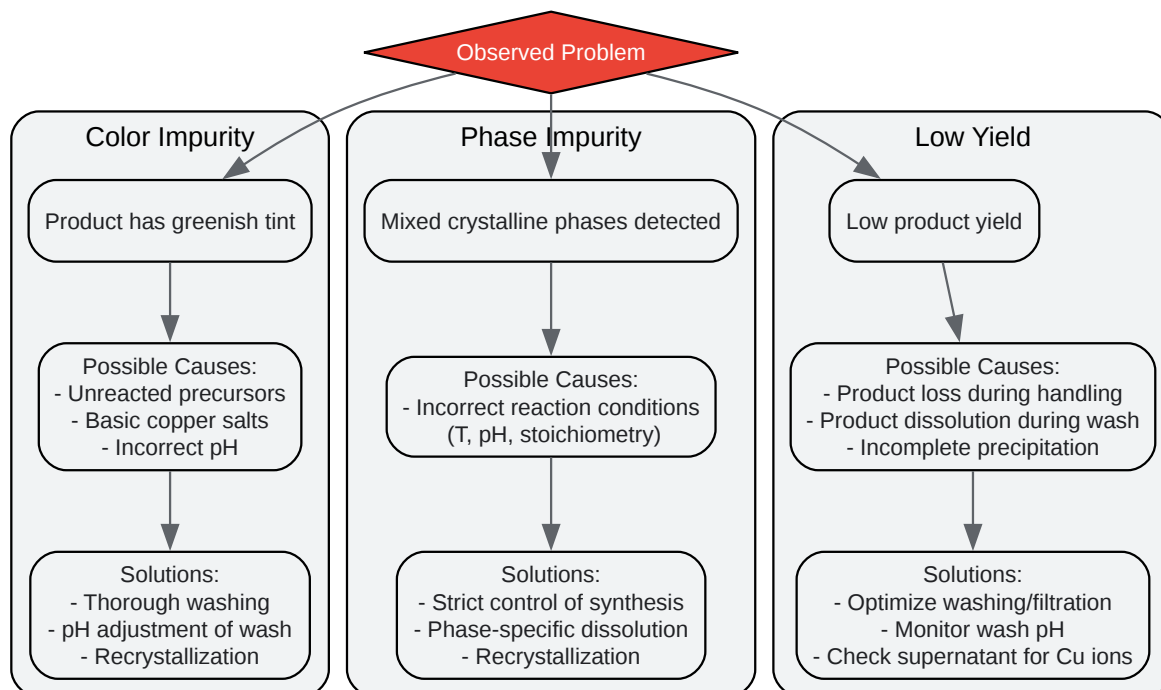 Observed Problem
Color Impurity
Product has greenish tint
Possible Causes:
- Unreacted precursors
- Basic copper salts
- Incorrect pH
Solutions:
- Thorough washing
- pH adjustment of wash
- Recrystallization
Phase Impurity
Mixed crystalline phases detected
Possible Causes:
- Incorrect reaction conditions
(T, pH, stoichiometry)
Solutions:
- Strict control of synthesis
- Phase-specific dissolution
- Recrystallization
Low Yield
Low product yield
Possible Causes:
- Product loss during handling
- Product dissolution during wash
- Incomplete precipitation
Solutions:
- Optimize washing/filtration
- Monitor wash pH
- Check supernatant for Cu ions